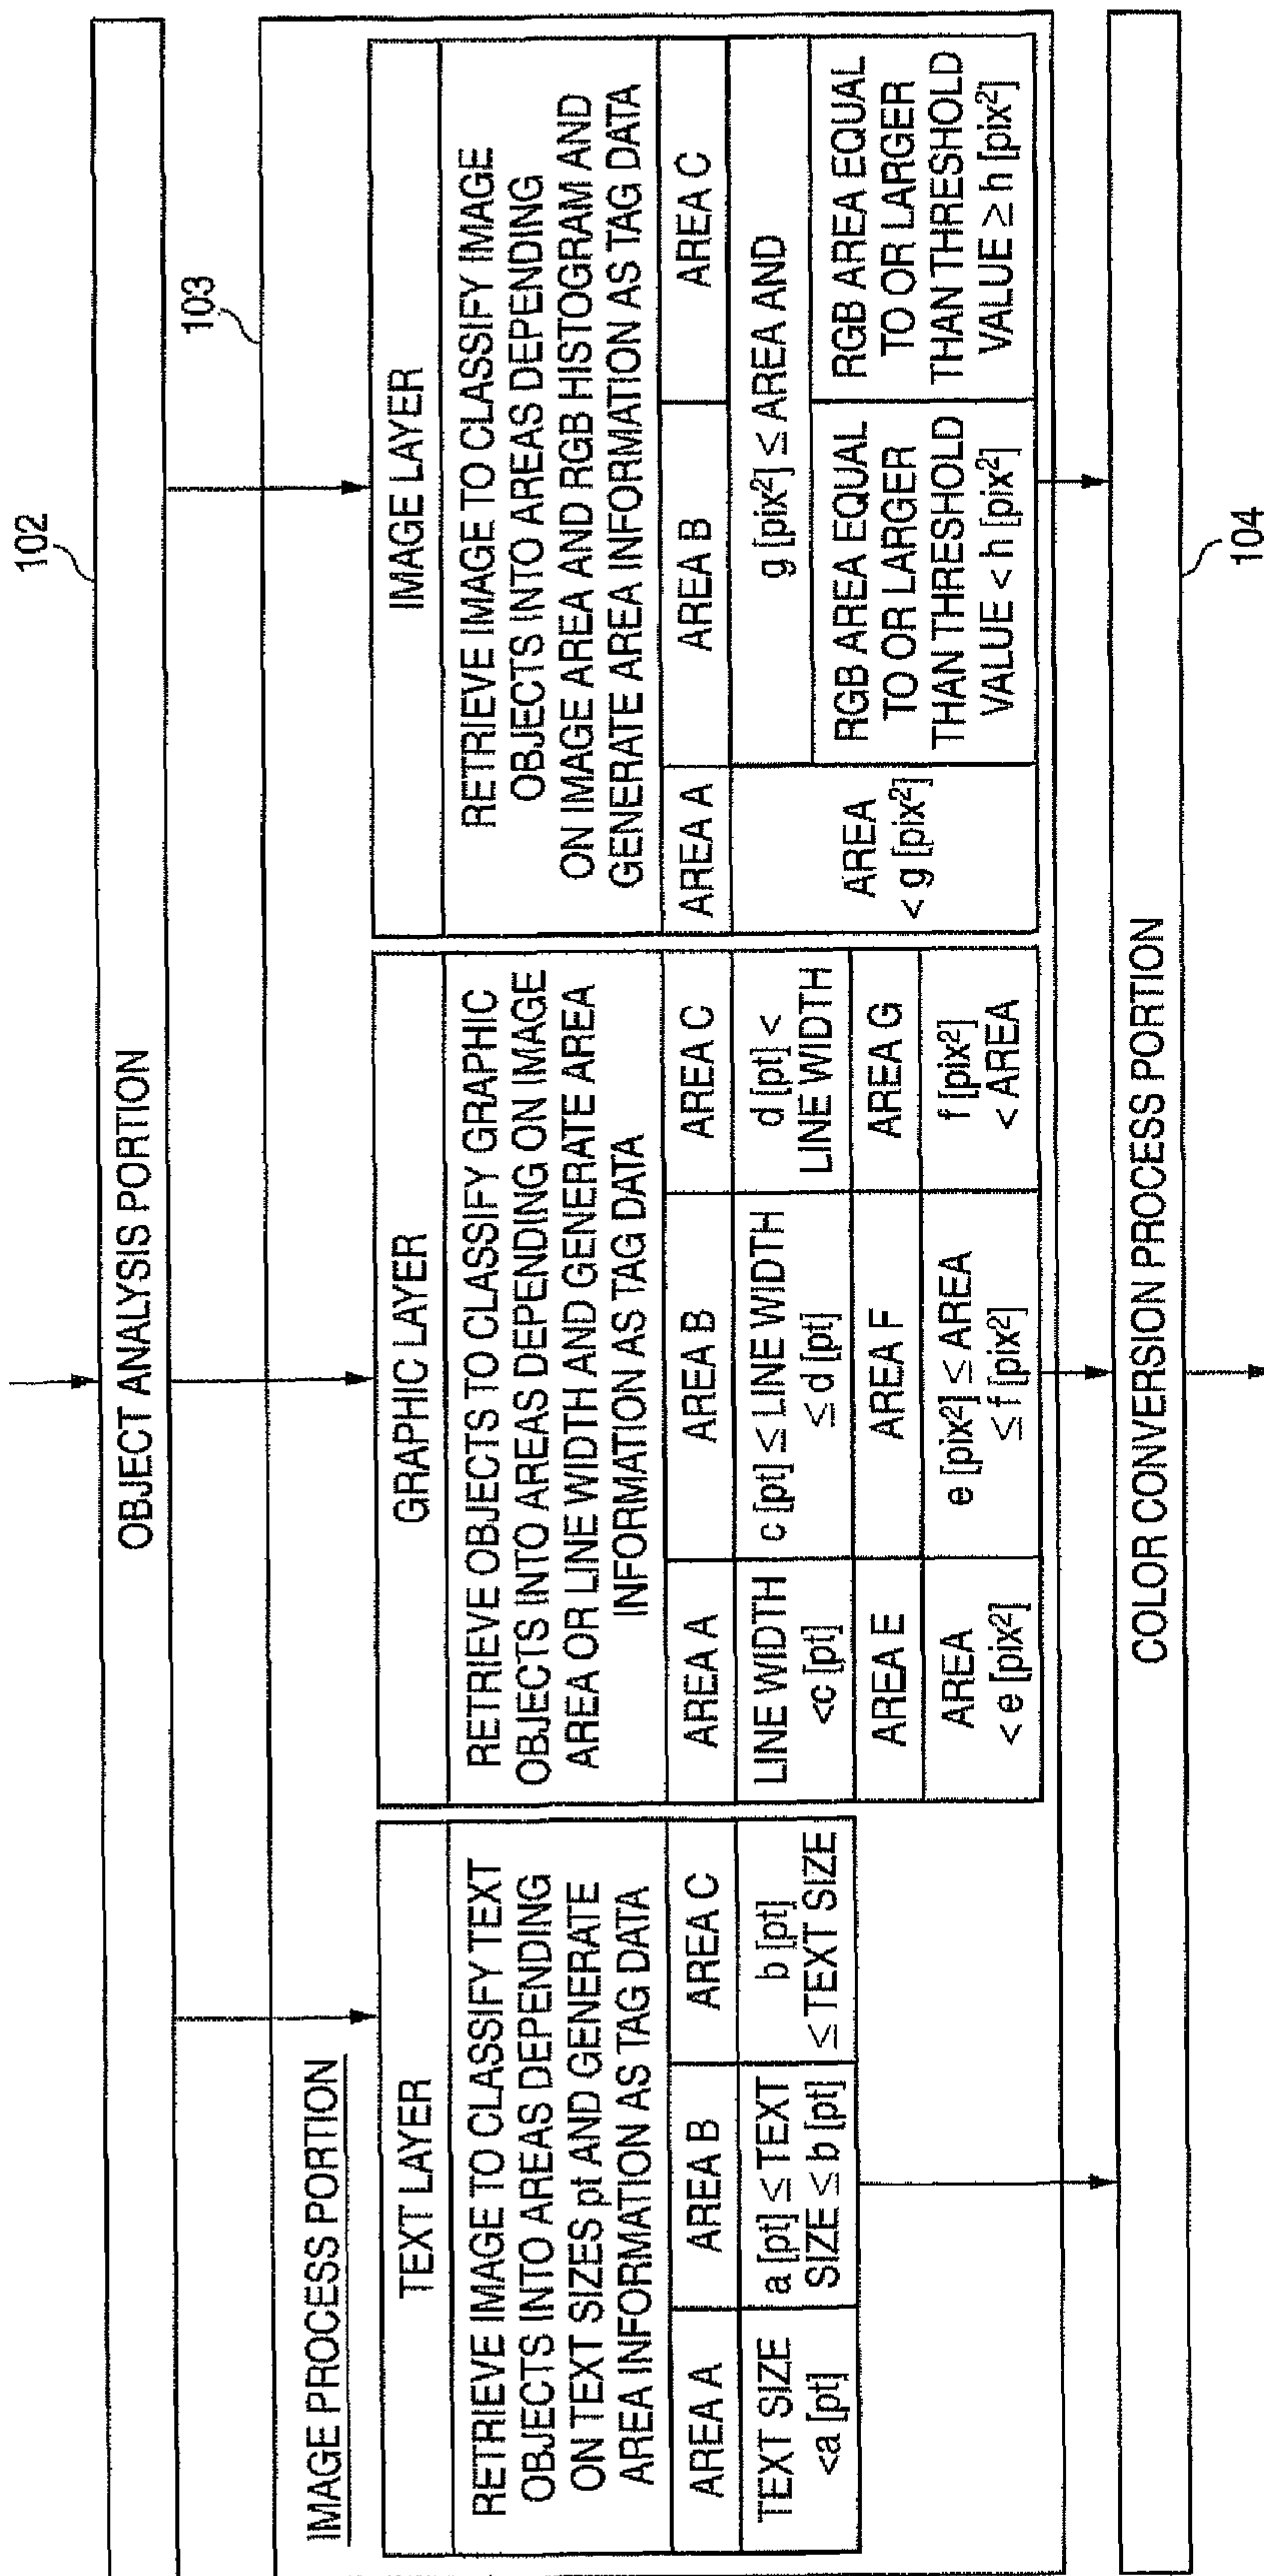 102
OBJECT ANALYSIS PORTION
103
IMAGE PROCESS PORTION
TEXT LAYER
RETRIEVE IMAGE TO CLASSIFY TEXT
OBJECTS INTO AREAS DEPENDING
ON TEXT SIZES pt AND GENERATE
AREA INFORMATION AS TAG DATA
AREA A
AREA B
AREA C
TEXT SIZE
<a [pt]
a [pt] ≤ TEXT
SIZE ≤ b [pt]
b [pt]
≤ TEXT SIZE
GRAPHIC LAYER
RETRIEVE OBJECTS TO CLASSIFY GRAPHIC
OBJECTS INTO AREAS DEPENDING ON IMAGE
AREA OR LINE WIDTH AND GENERATE AREA
INFORMATION AS TAG DATA
AREA A
AREA B
AREA C
LINE WIDTH
<c [pt]
c [pt] ≤ LINE WIDTH
≤ d [pt]
d [pt] <
LINE WIDTH
AREA E
AREA F
AREA G
AREA
< e [pix²]
e [pix²] ≤ AREA
≤ f [pix²]
f [pix²]
< AREA
IMAGE LAYER
RETRIEVE IMAGE TO CLASSIFY IMAGE
OBJECTS INTO AREAS DEPENDING
ON IMAGE AREA AND RGB HISTOGRAM AND
GENERATE AREA INFORMATION AS TAG DATA
AREA A
AREA B
AREA C
AREA
< g [pix²]
g [pix²] ≤ AREA AND
RGB AREA EQUAL
TO OR LARGER
THAN THRESHOLD
VALUE < h [pix²]
RGB AREA EQUAL
TO OR LARGER
THAN THRESHOLD
VALUE ≥ h [pix²]
COLOR CONVERSION PROCESS PORTION
104